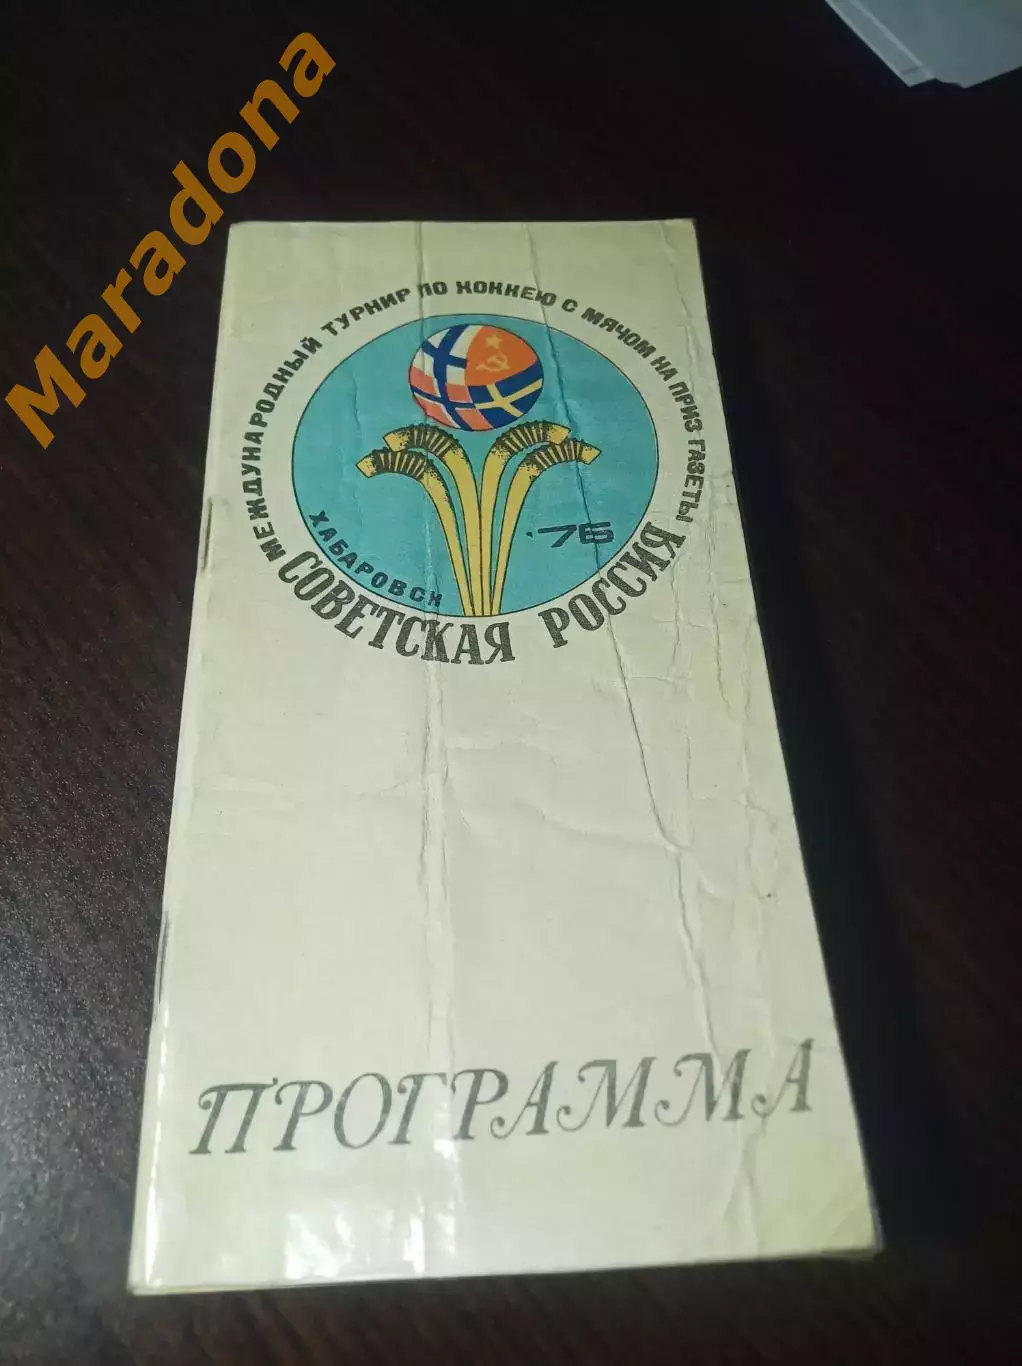 Maradona
МЕЖДУНАРОДНЫЙ ТУРНИР ПО ХОККЕЮ С МЯЧОМ НА ПРИЗ ГАЗЕТЫ
СОВЕТСКАЯ РОССИЯ
ХАБАРОВСК
·76
ПРОГРАММА